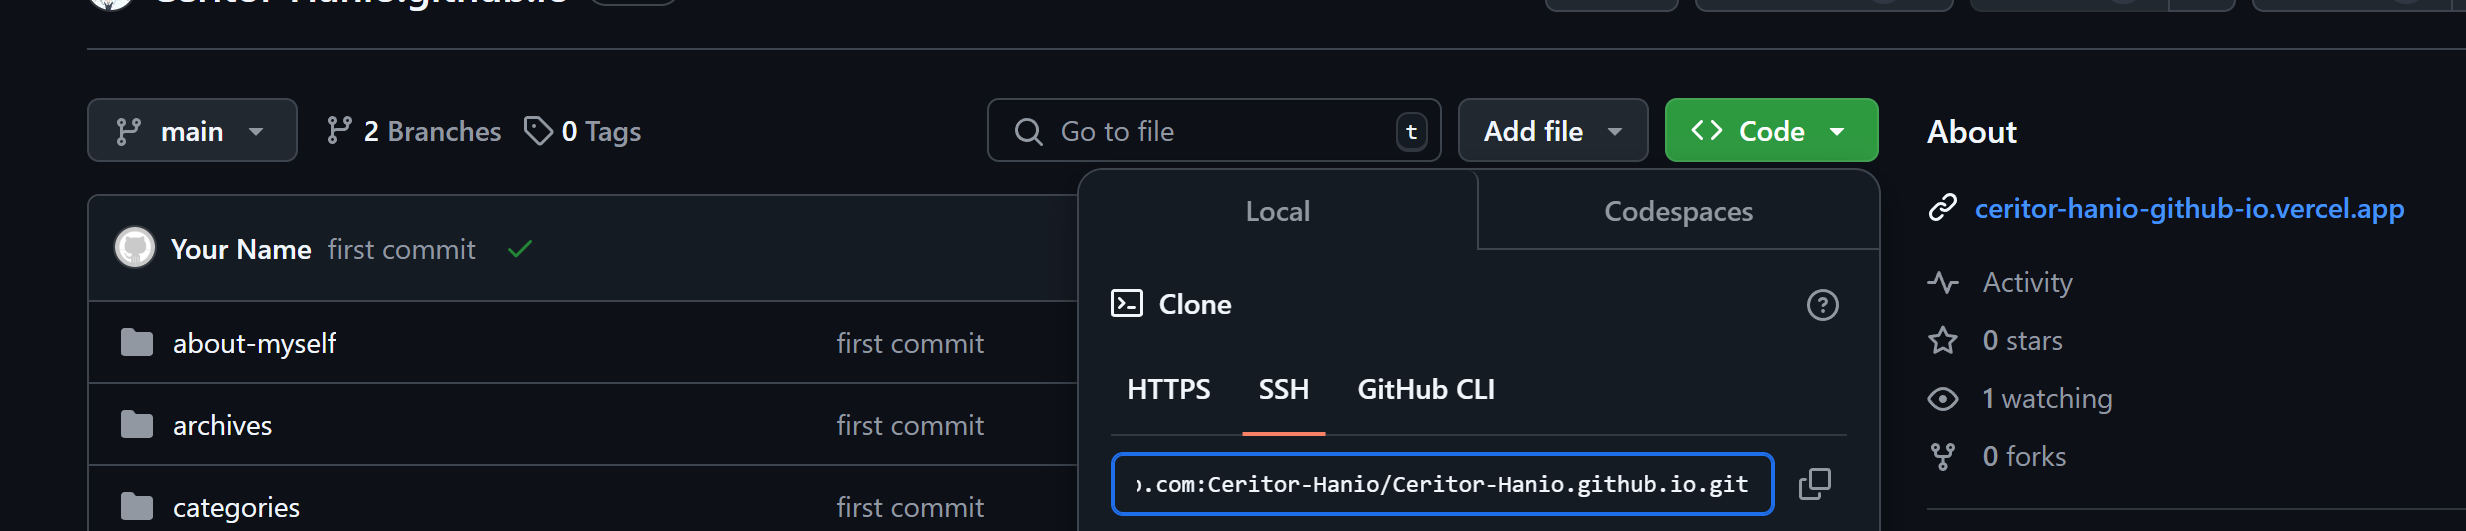 main
2 Branches
0 Tags
Go to file
t
Add file
Code
About
Local
Codespaces
ceritor-hanio-github-io.vercel.app
Your Name first commit
Activity
Clone
0 stars
about-myself first commit
HTTPS
SSH
GitHub CLI
1 watching
archives first commit
0 forks
.com:Ceritor-Hanio/Ceritor-Hanio.github.io.git
categories first commit